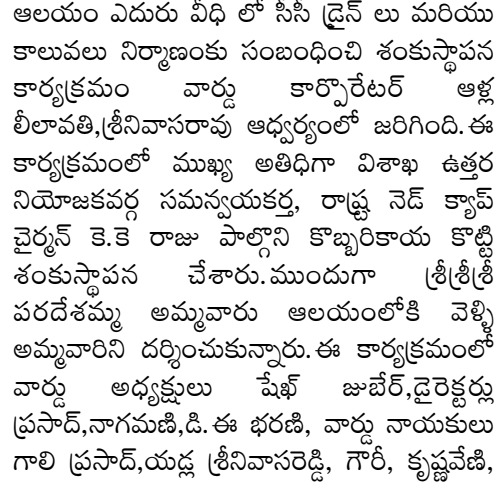 ఆలయం ఎదురు వీధి లో సిసి డ్రైన్ లు మరియు
కాలువలు నిర్మాణంకు సంబంధించి శంకుస్థాపన
కార్యక్రమం వార్డు కార్పొరేటర్ ఆళ్ల
లీలావతి,శ్రీనివాసరావు ఆధ్వర్యంలో జరిగింది.ఈ
కార్యక్రమంలో ముఖ్య అతిధిగా విశాఖ ఉత్తర
నియోజకవర్గ సమన్వయకర్త, రాష్ట్ర నెడ్ క్యాప్
చైర్మన్ కె.కె రాజు పాల్గొని కొబ్బరికాయ కొట్టి
శంకుస్థాపన చేశారు.ముందుగా శ్రీశ్రీశ్రీ
పరదేశమ్మ అమ్మవారు ఆలయంలోకి వెళ్ళి
అమ్మవారిని దర్శించుకున్నారు.ఈ కార్యక్రమంలో
వార్డు అధ్యక్షులు షేఖ్ జుబేర్,డైరెక్టర్లు
ప్రసాద్,నాగమణి,డి.ఈ భరణి, వార్డు నాయకులు
గాలి ప్రసాద్,యడ్ల శ్రీనివాసరెడ్డి, గౌరీ, కృష్ణవేణి,